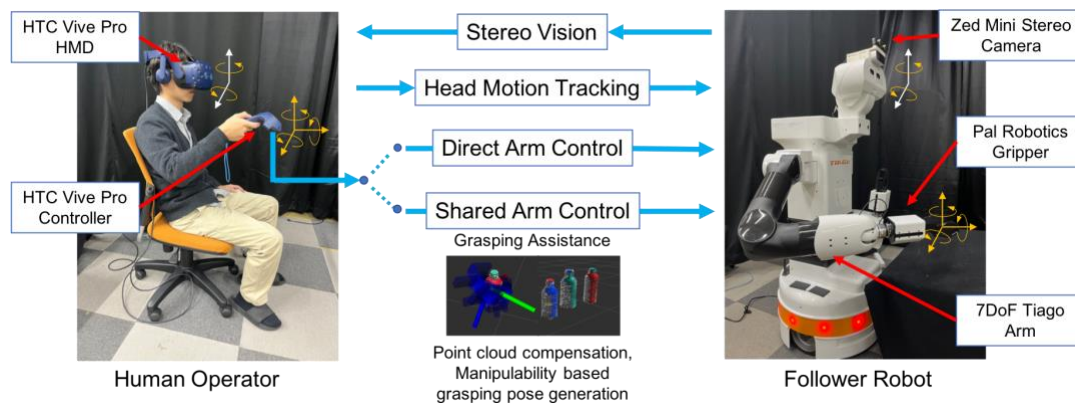 HTC Vive Pro
HMD
HTC Vive Pro
Controller
Human Operator
Stereo Vision
Head Motion Tracking
Direct Arm Control
Shared Arm Control
Grasping Assistance
Point cloud compensation,
Manipulability based
grasping pose generation
Zed Mini Stereo
Camera
Pal Robotics
Gripper
TIAGo
7DoF Tiago
Arm
Follower Robot